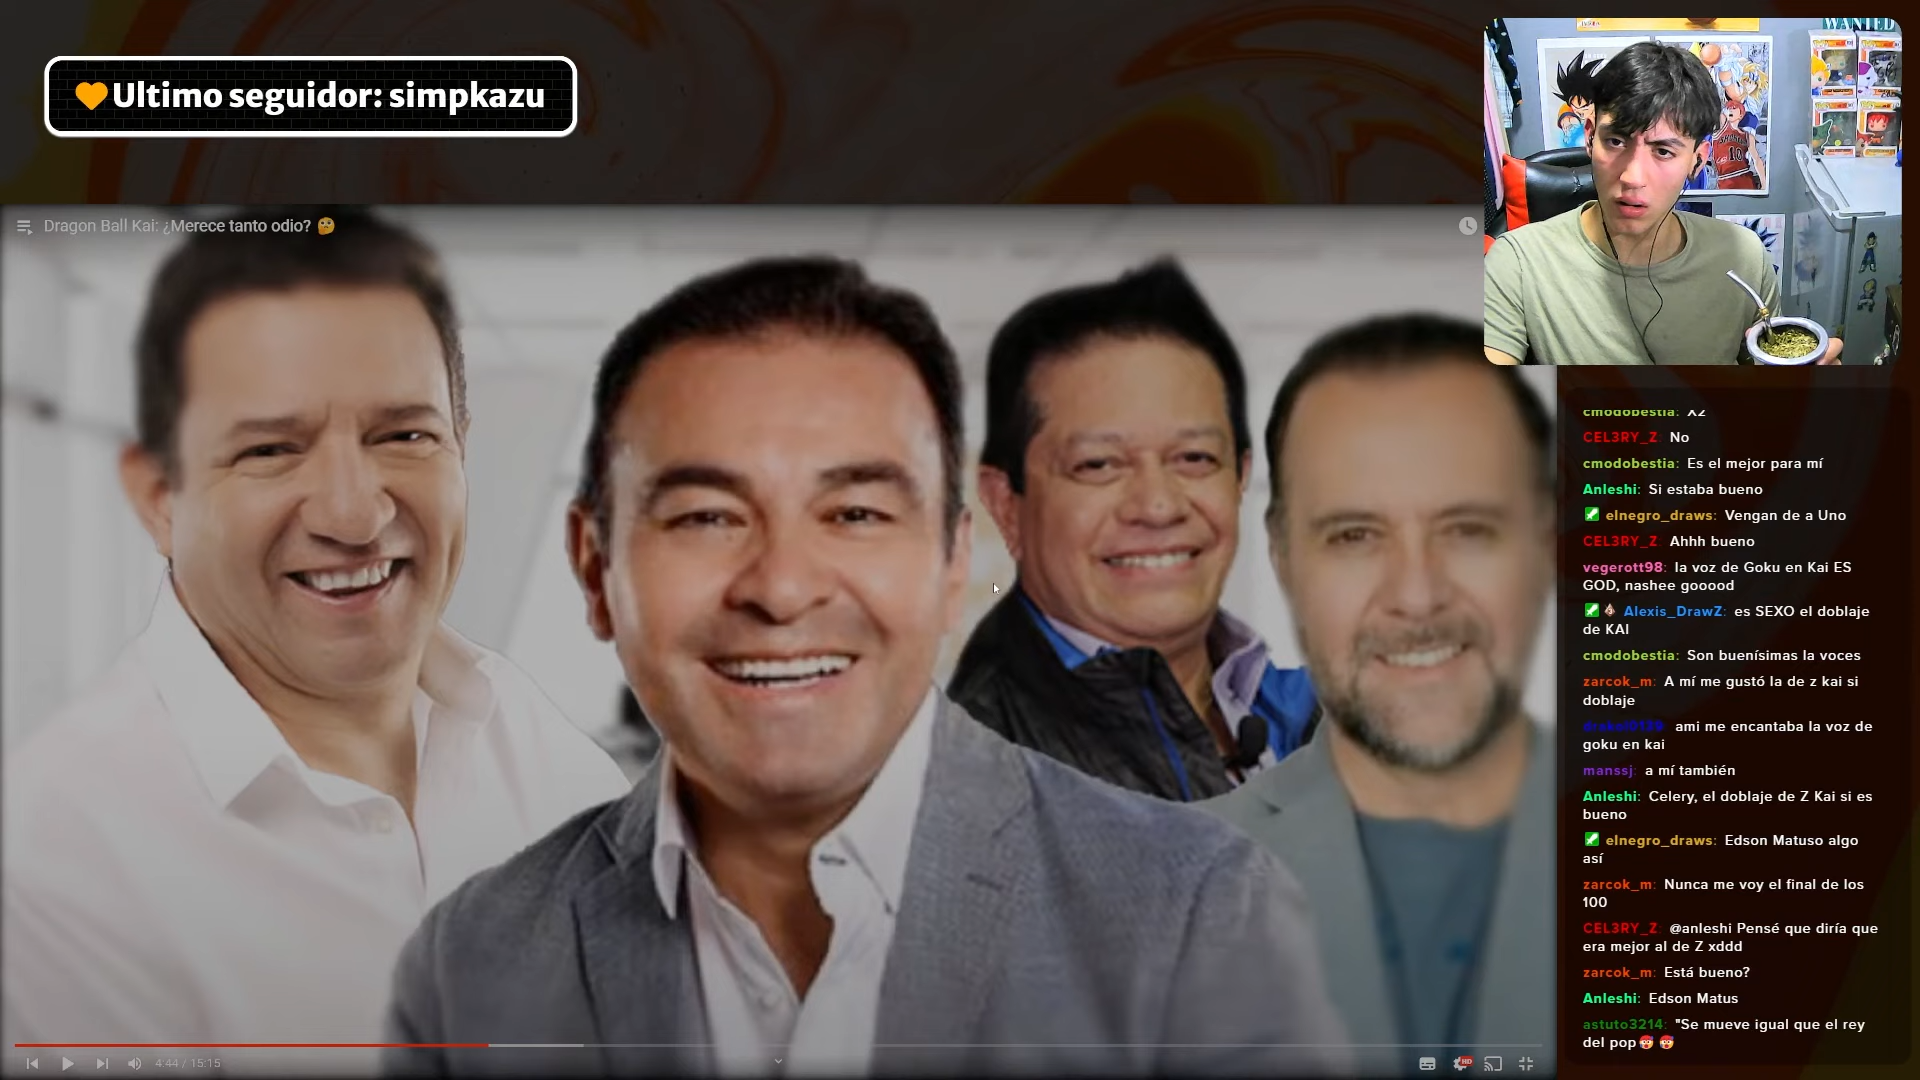 Ultimo seguidor: simpkazu
Dragon Ball Kai: ¿Merece tanto odio? 🤔
WANTED
10
cmodobestia: X2
CEL3RY_Z: No
cmodobestia: Es el mejor para mí
Anleshi: Si estaba bueno
elnegro_draws: Vengan de a Uno
CEL3RY_Z: Ahhh bueno
vegerott98: la voz de Goku en Kai ES
GOD, nashee gooood
Alexis_DrawZ: es SEXO el doblaje
de KAI
cmodobestia: Son buenísimas la voces
zarcok_m: A mí me gustó la de z kai si
doblaje
ami me encantaba la voz de
goku en kai
manssj: a mí también
Anleshi: Celery, el doblaje de Z Kai si es
bueno
elnegro_draws: Edson Matuso algo
así
zarcok_m: Nunca me voy el final de los
100
CEL3RY_Z: @anleshi Pensé que diría que
era mejor al de Z xddd
zarcok_m: Está bueno?
Anleshi: Edson Matus
astuto3214: "Se mueve igual que el rey
del pop
4:44 / 15:15
HD